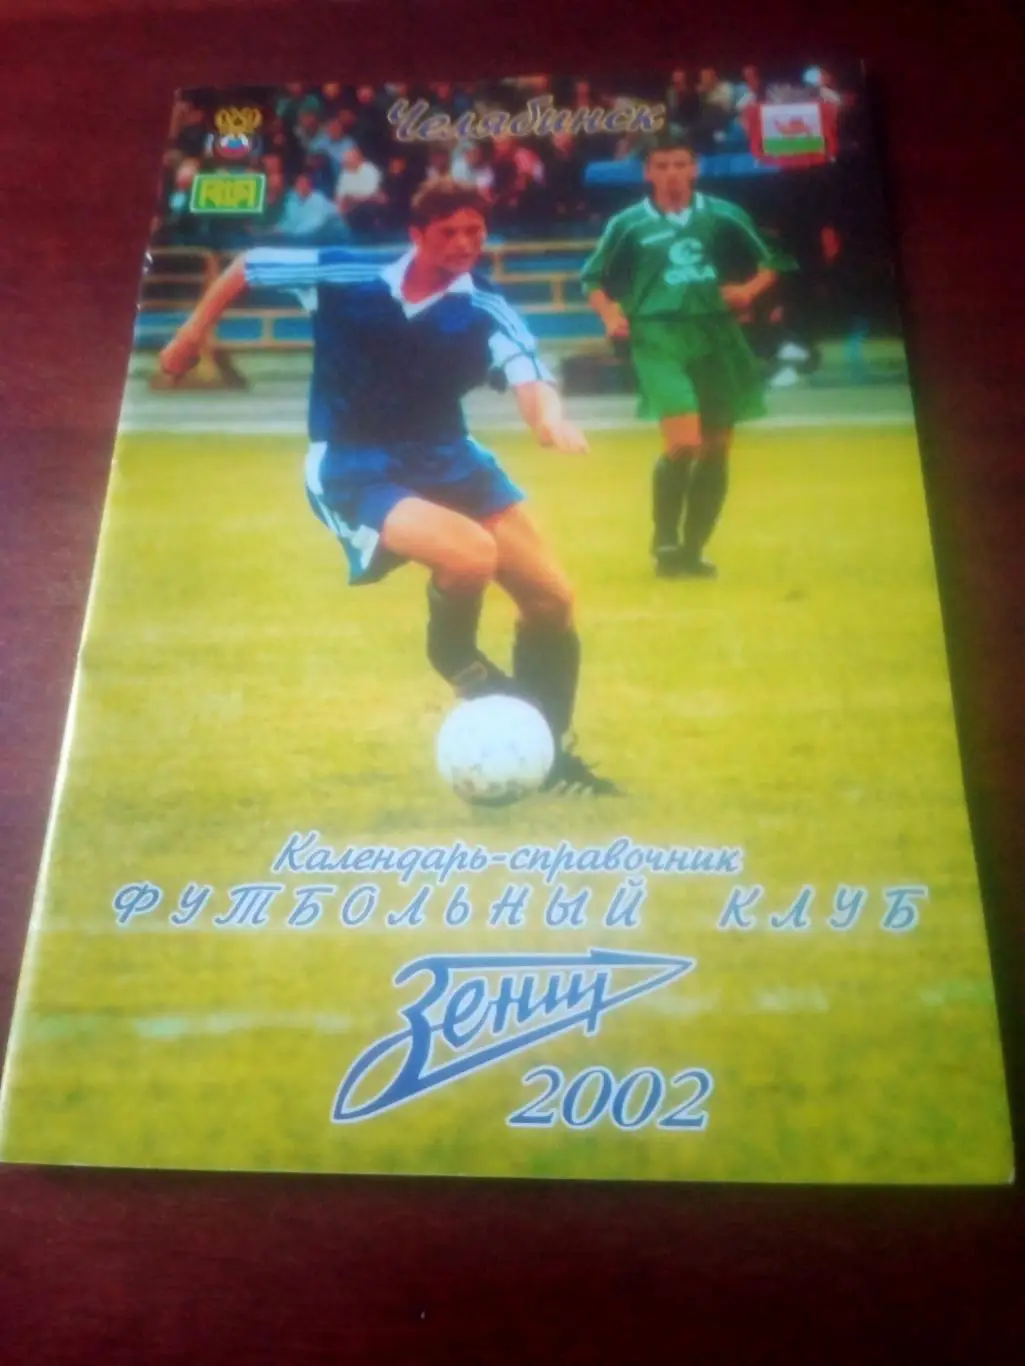 Челябинск
Календарь-справочник
ФУТБОЛЬНЫЙ КЛУБ
Зенит
2002